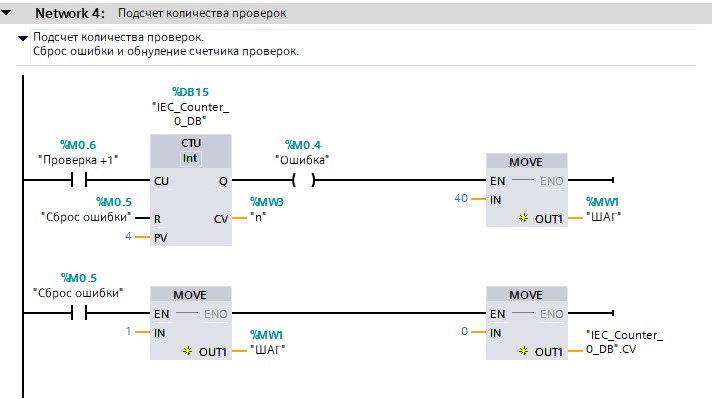 Network 4: Подсчет количества проверок
Подсчет количества проверок.
Сброс ошибки и обнуление счетчика проверок.
%DB15
"IEC_Counter_
0_DB"
%M0.6
"Проверка +1"
CTU
Int
%M0.4
"Ошибка"
MOVE
CU Q
EN ENO
%M0.5
"Сброс ошибки"
R
CV
%MW3
"n"
40 IN
%MW1
OUT1 "ШАГ"
4 PV
%M0.5
"Сброс ошибки"
MOVE
MOVE
EN ENO
EN ENO
1 IN
%MW1
OUT1 "ШАГ"
0 IN
OUT1
"IEC_Counter_
0_DB".CV